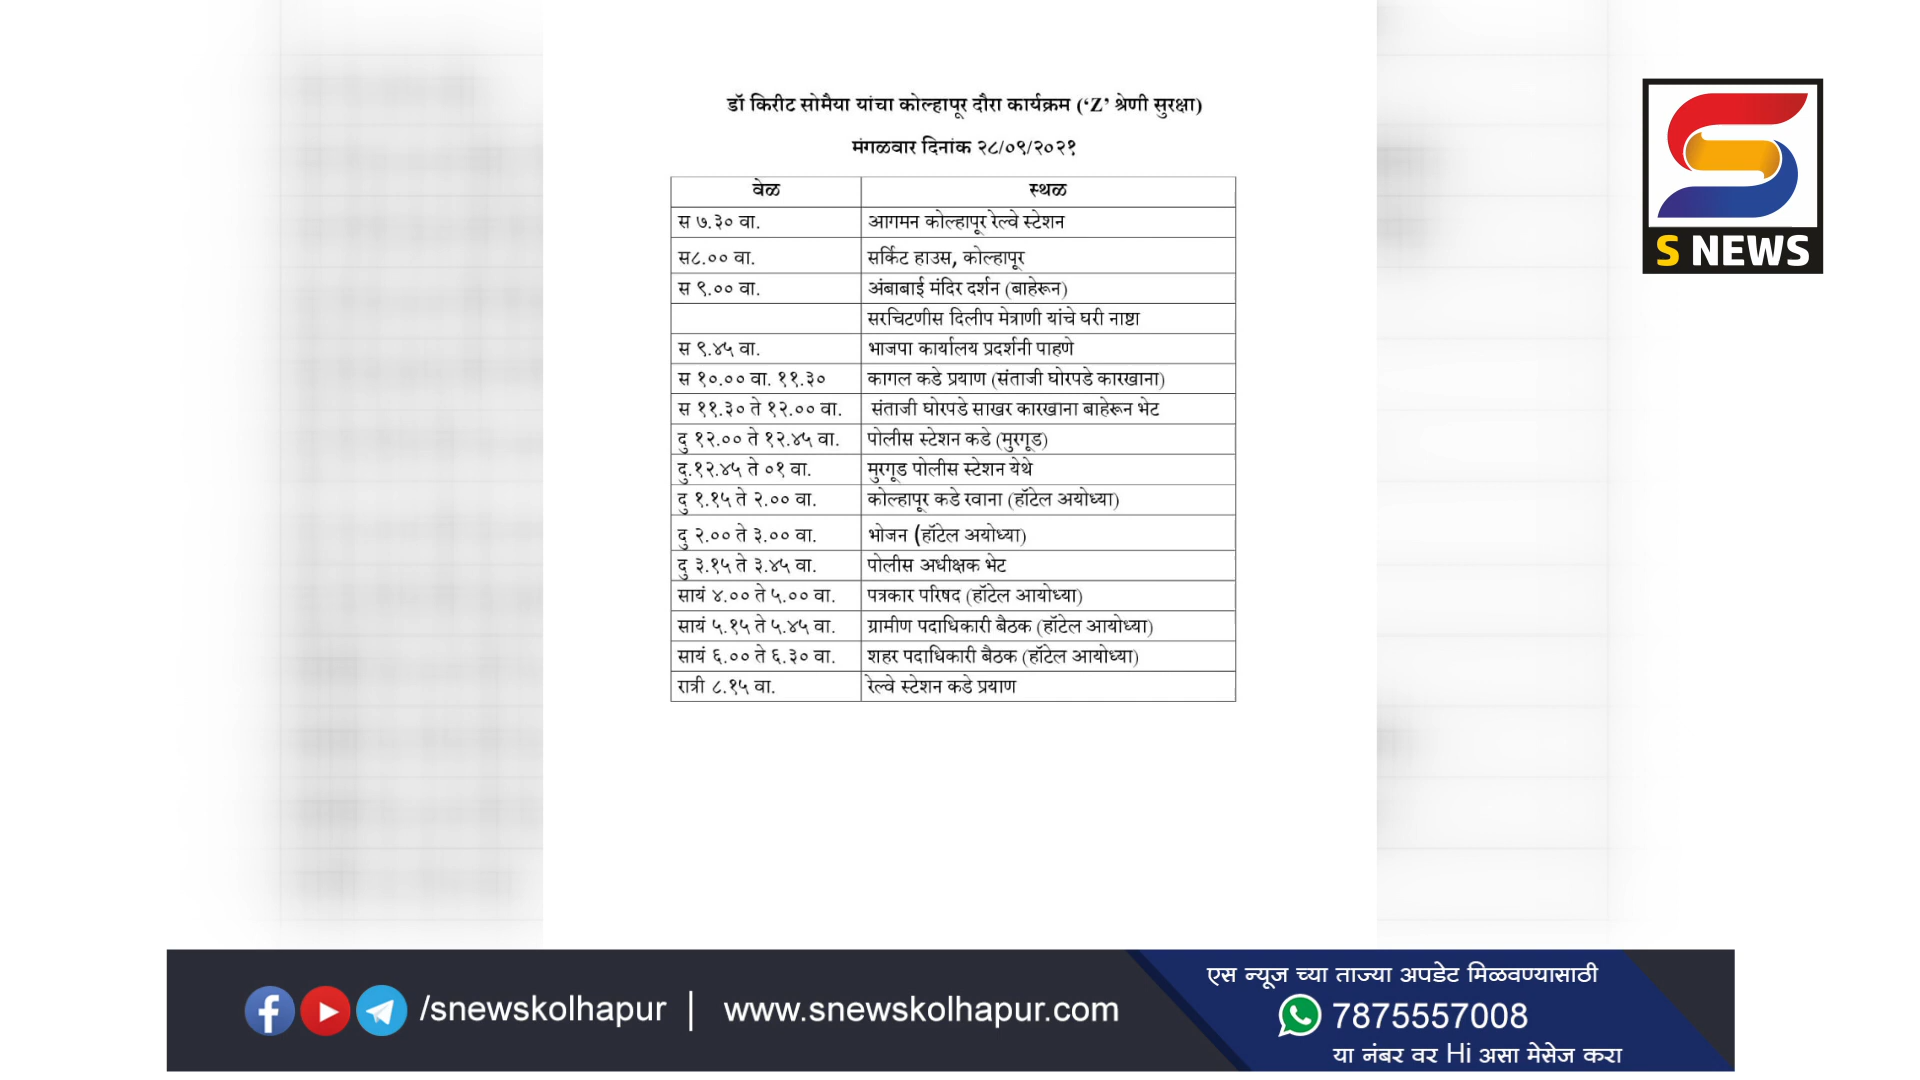 डॉ किरीट सोमैया यांचा कोल्हापूर दौरा कार्यक्रम (‘Z’ श्रेणी सुरक्षा)
मंगळवार दिनांक २८/०९/२०२१
वेळ स्थळ
स ७.३० वा. आगमन कोल्हापूर रेल्वे स्टेशन
स८.०० वा. सर्किट हाउस, कोल्हापूर
स ९.०० वा. अंबाबाई मंदिर दर्शन (बाहेरून)
सरचिटणीस दिलीप मेत्राणी यांचे घरी नाष्टा
स ९.४५ वा. भाजपा कार्यालय प्रदर्शनी पाहणे
स १०.०० वा. ११.३० कागल कडे प्रयाण (संताजी घोरपडे कारखाना)
स ११.३० ते १२.०० वा. संताजी घोरपडे साखर कारखाना बाहेरून भेट
दु १२.०० ते १२.४५ वा. पोलीस स्टेशन कडे (मुरगूड)
दु.१२.४५ ते ०१ वा. मुरगूड पोलीस स्टेशन येथे
दु १.१५ ते २.०० वा. कोल्हापूर कडे रवाना (हॉटेल अयोध्या)
दु २.०० ते ३.०० वा. भोजन (हॉटेल अयोध्या)
दु ३.१५ ते ३.४५ वा. पोलीस अधीक्षक भेट
सायं ४.०० ते ५.०० वा. पत्रकार परिषद (हॉटेल आयोध्या)
सायं ५.१५ ते ५.४५ वा. ग्रामीण पदाधिकारी बैठक (हॉटेल आयोध्या)
सायं ६.०० ते ६.३० वा. शहर पदाधिकारी बैठक (हॉटेल आयोध्या)
रात्री ८.१५ वा. रेल्वे स्टेशन कडे प्रयाण
S NEWS
/snewskolhapur | www.snewskolhapur.com
एस न्यूज च्या ताज्या अपडेट मिळवण्यासाठी
7875557008
या नंबर वर Hi असा मेसेज करा